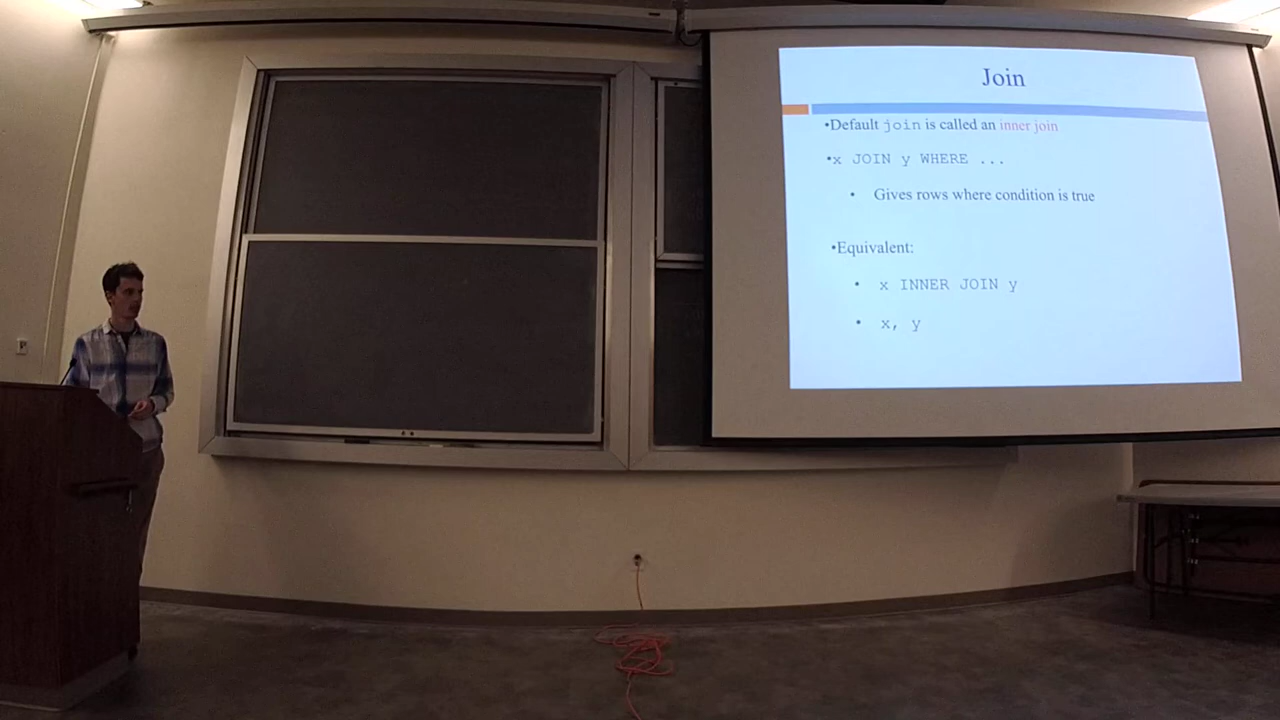 Join
•Default join is called an inner join
•x JOIN y WHERE ...
• Gives rows where condition is true
•Equivalent:
• x INNER JOIN y
• x, y